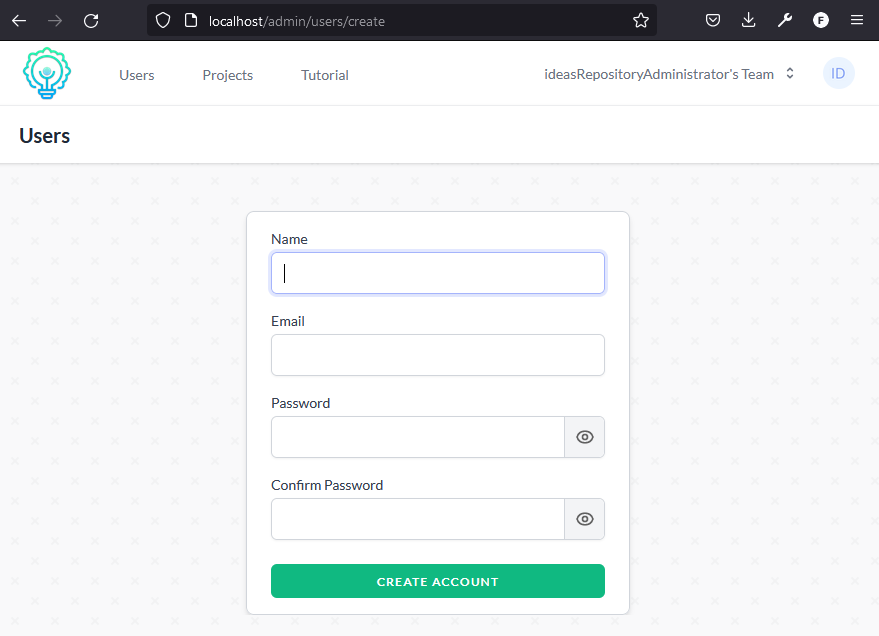 localhost/admin/users/create
F
Users Projects Tutorial ideasRepositoryAdministrator's Team ID
Users
Name
Email
Password
Confirm Password
CREATE ACCOUNT